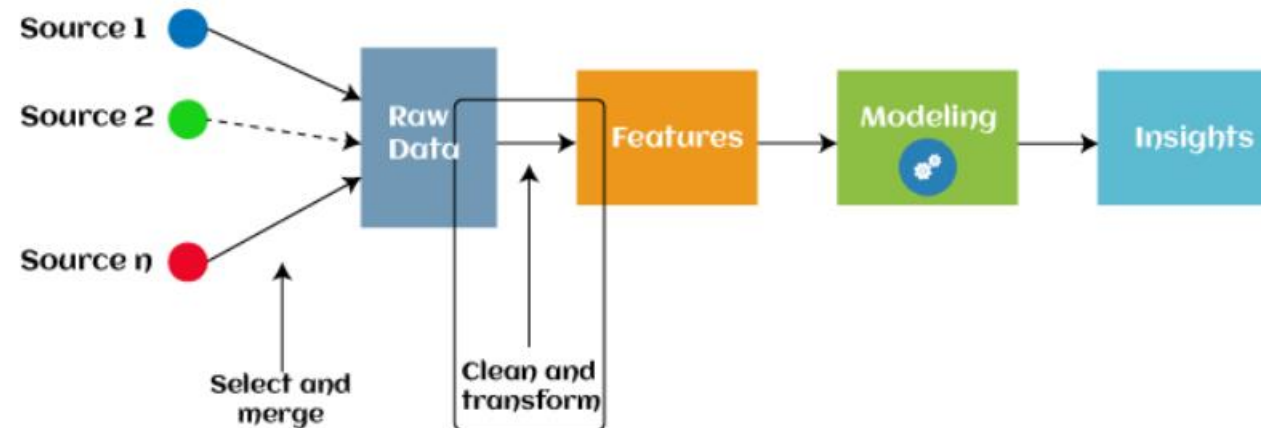 Source 1
Source 2
Source n
Select and
merge
Raw
Data
Clean and
transform
Features
Modeling
Insights